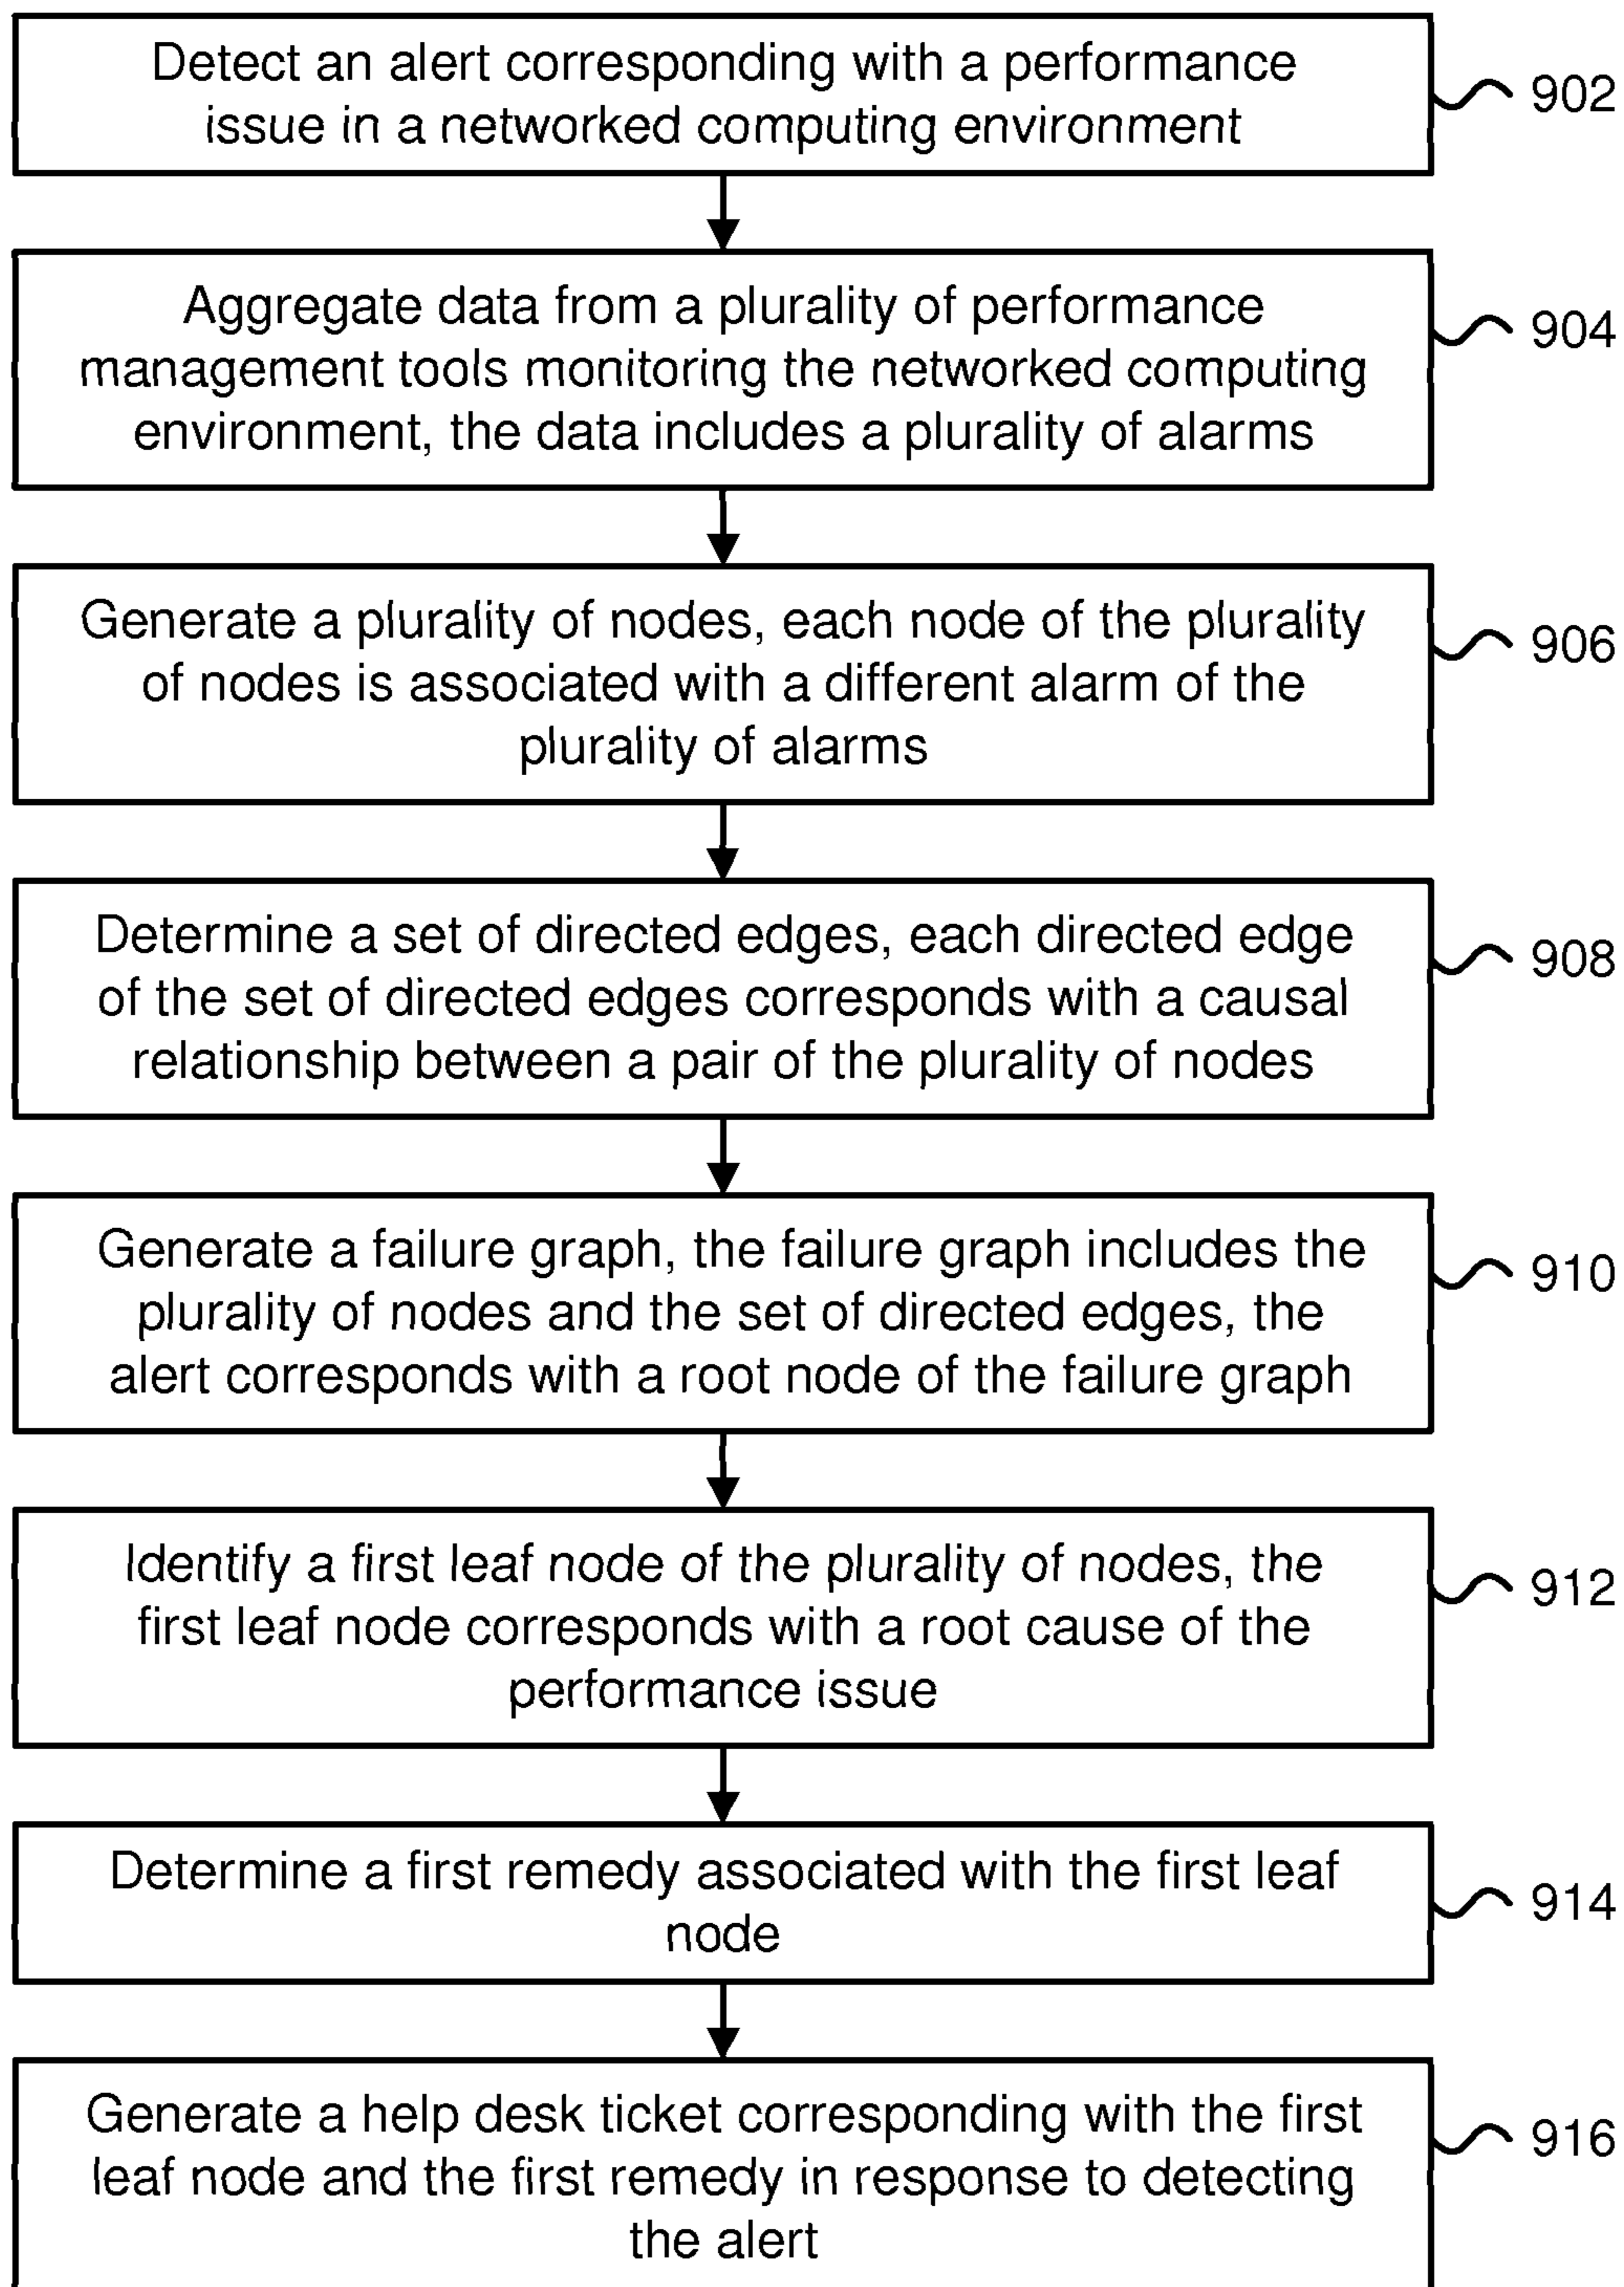 Detect an alert corresponding with a performance
issue in a networked computing environment
902
Aggregate data from a plurality of performance
management tools monitoring the networked computing
environment, the data includes a plurality of alarms
904
Generate a plurality of nodes, each node of the plurality
of nodes is associated with a different alarm of the
plurality of alarms
906
Determine a set of directed edges, each directed edge
of the set of directed edges corresponds with a causal
relationship between a pair of the plurality of nodes
908
Generate a failure graph, the failure graph includes the
plurality of nodes and the set of directed edges, the
alert corresponds with a root node of the failure graph
910
Identify a first leaf node of the plurality of nodes, the
first leaf node corresponds with a root cause of the
performance issue
912
Determine a first remedy associated with the first leaf
node
914
Generate a help desk ticket corresponding with the first
leaf node and the first remedy in response to detecting
the alert
916